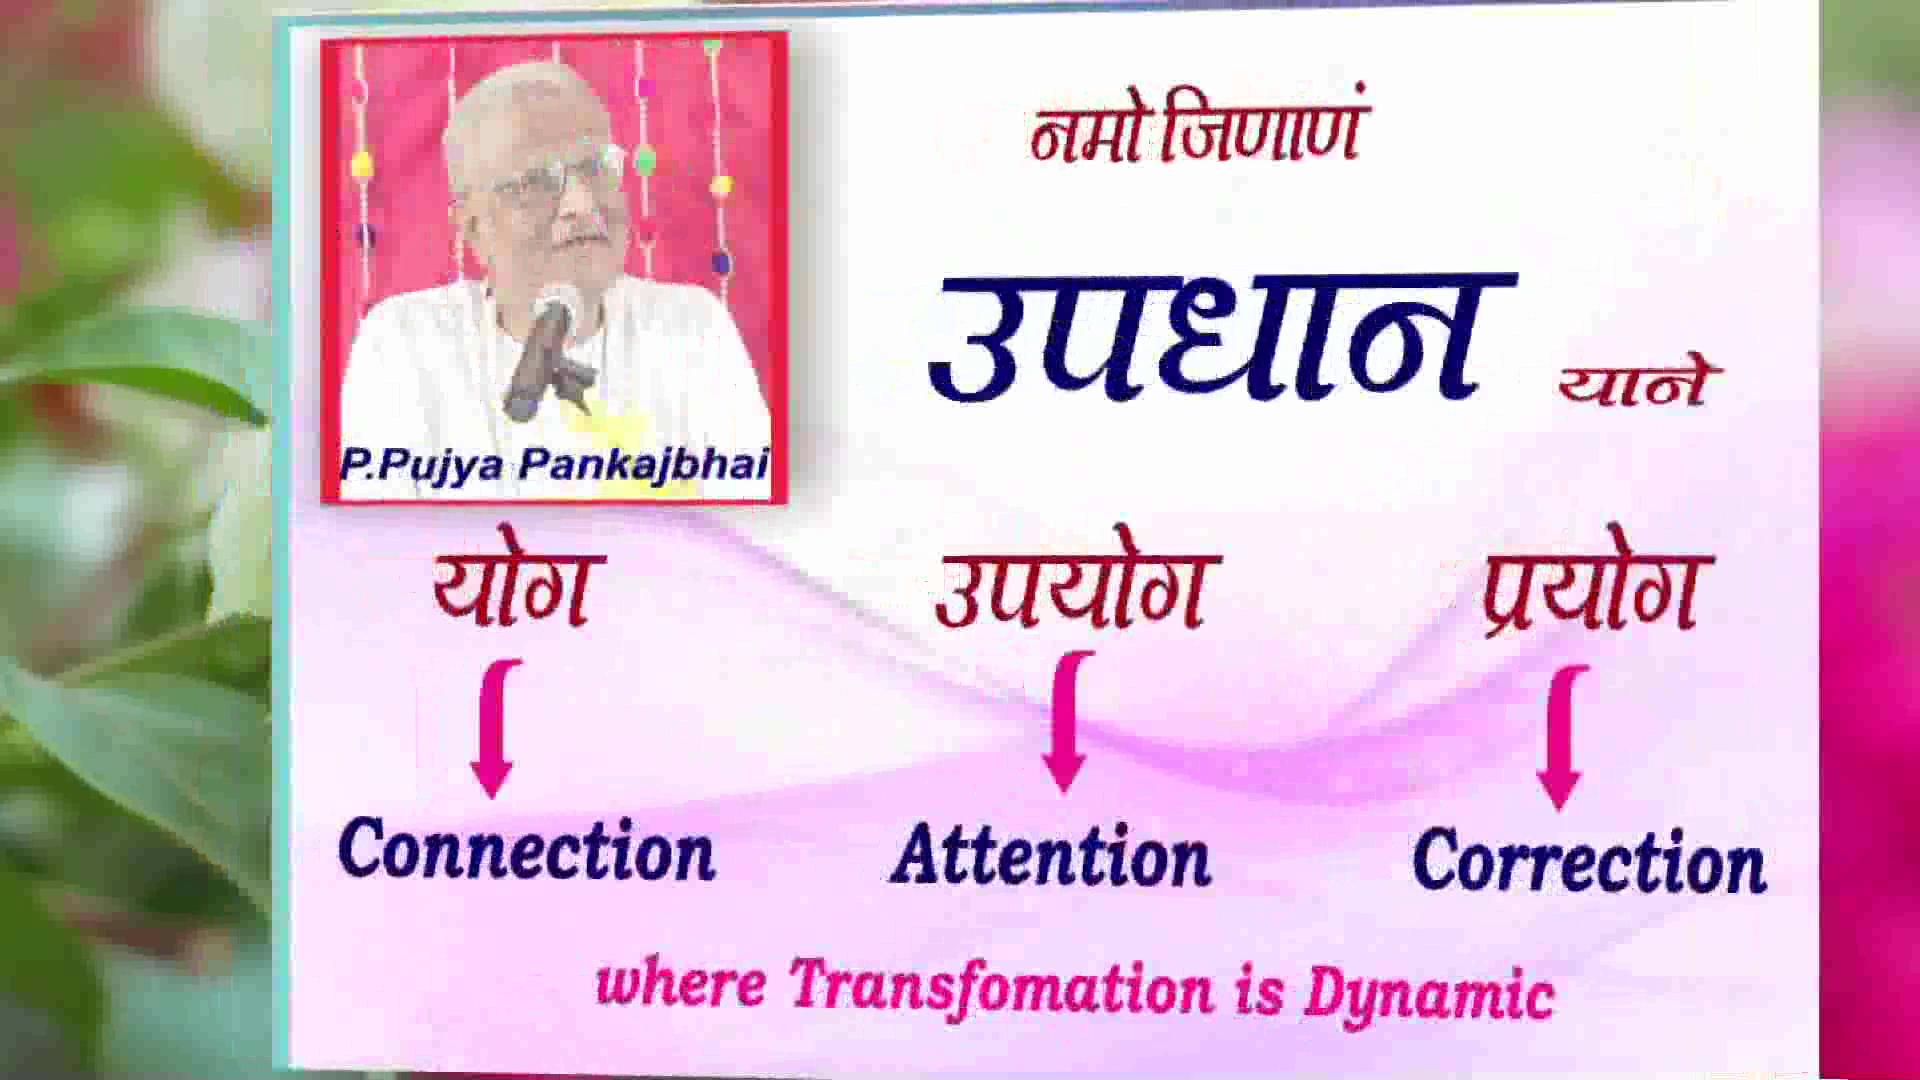 नमो जिणाणं
उपधान याने
P.Pujya Pankajbhai
योग उपयोग प्रयोग
Connection Attention Correction
where Transfomation is Dynamic